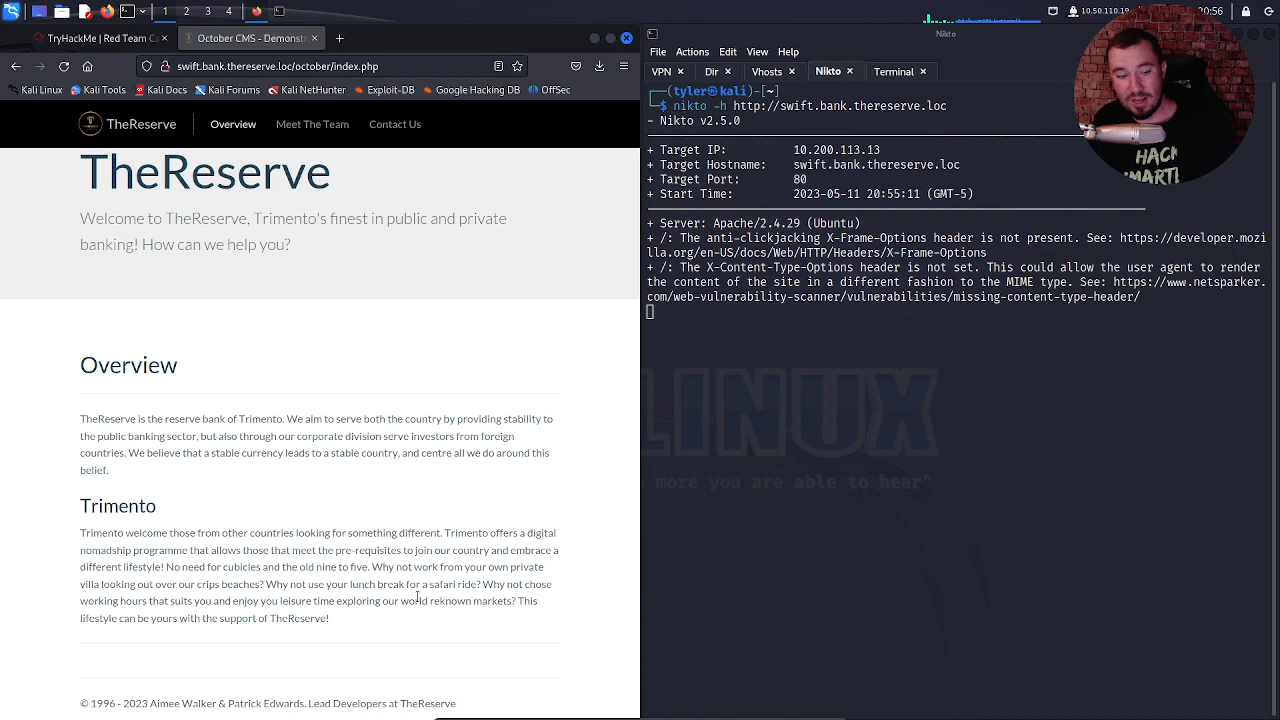 10.50.110.19
20:56
TryHackMe | Red Team Ca
October CMS - Demonstr
swift.bank.thereserve.loc/october/index.php
Kali Linux
Kali Tools
Kali Docs
Kali Forums
Kali NetHunter
Exploit-DB
Google Hacking DB
OffSec
TheReserve
Overview
Meet The Team
Contact Us
TheReserve
Welcome to TheReserve, Trimento's finest in public and private
banking! How can we help you?
Overview
TheReserve is the reserve bank of Trimento. We aim to serve both the country by providing stability to
the public banking sector, but also through our corporate division serve investors from foreign
countries. We believe that a stable currency leads to a stable country, and centre all we do around this
belief.
Trimento
Trimento welcome those from other countries looking for something different. Trimento offers a digital
nomadship programme that allows those that meet the pre-requisites to join our country and embrace a
different lifestyle! No need for cubicles and the old nine to five. Why not work from your own private
villa looking out over our crips beaches? Why not use your lunch break for a safari ride? Why not chose
working hours that suits you and enjoy you leisure time exploring our world reknown markets? This
lifestyle can be yours with the support of TheReserve!
© 1996 - 2023 Aimee Walker & Patrick Edwards. Lead Developers at TheReserve
Nikto
File Actions Edit View Help
VPN
Dir
Vhosts
Nikto
Terminal
(tyler㉿kali)-[~]
$ nikto -h http://swift.bank.thereserve.loc
- Nikto v2.5.0
+ Target IP: 10.200.113.13
+ Target Hostname: swift.bank.thereserve.loc
+ Target Port: 80
+ Start Time: 2023-05-11 20:55:11 (GMT-5)
+ Server: Apache/2.4.29 (Ubuntu)
+ /: The anti-clickjacking X-Frame-Options header is not present. See: https://developer.mozi
lla.org/en-US/docs/Web/HTTP/Headers/X-Frame-Options
+ /: The X-Content-Type-Options header is not set. This could allow the user agent to render
the content of the site in a different fashion to the MIME type. See: https://www.netsparker.
com/web-vulnerability-scanner/vulnerabilities/missing-content-type-header/
LINUX
more you are able to hear"
HACK
SMARTE